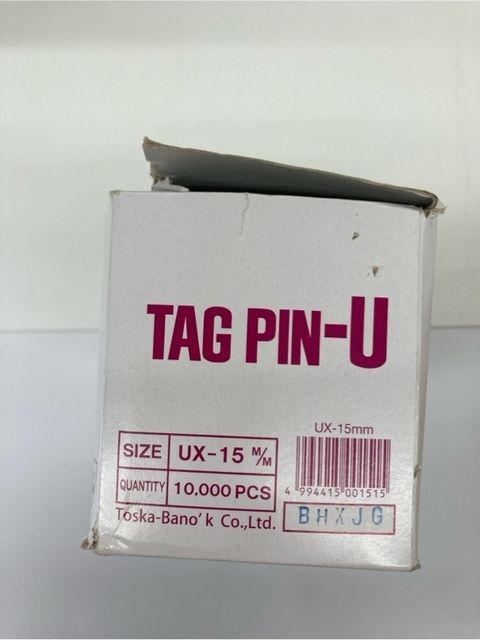 TAG PIN-U
UX-15mm
SIZE UX-15 M/M
QUANTITY 10,000 PCS
4 994415 001515
Toska-Bano'k Co.,Ltd.
BHXJG